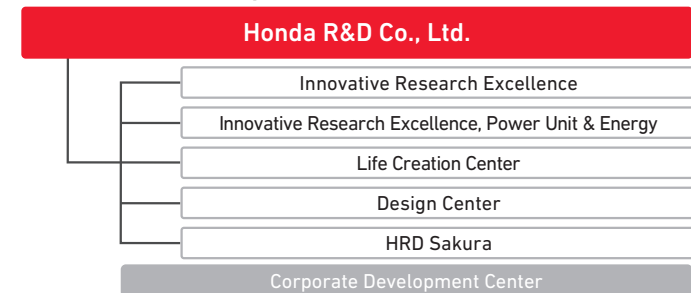 Honda R&D Co., Ltd.
Innovative Research Excellence
Innovative Research Excellence, Power Unit & Energy
Life Creation Center
Design Center
HRD Sakura
Corporate Development Center